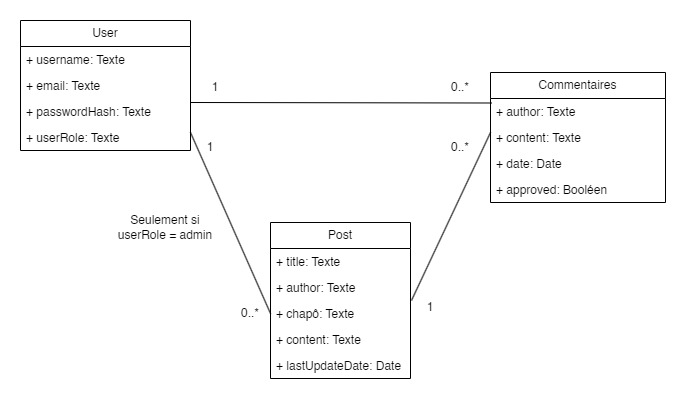 User
+ username: Texte
+ email: Texte
+ passwordHash: Texte
+ userRole: Texte
1
0..*
Commentaires
+ author: Texte
+ content: Texte
+ date: Date
+ approved: Booléen
1
0..*
Seulement si
userRole = admin
Post
+ title: Texte
+ author: Texte
+ chapô: Texte
+ content: Texte
+ lastUpdateDate: Date
0..*
1